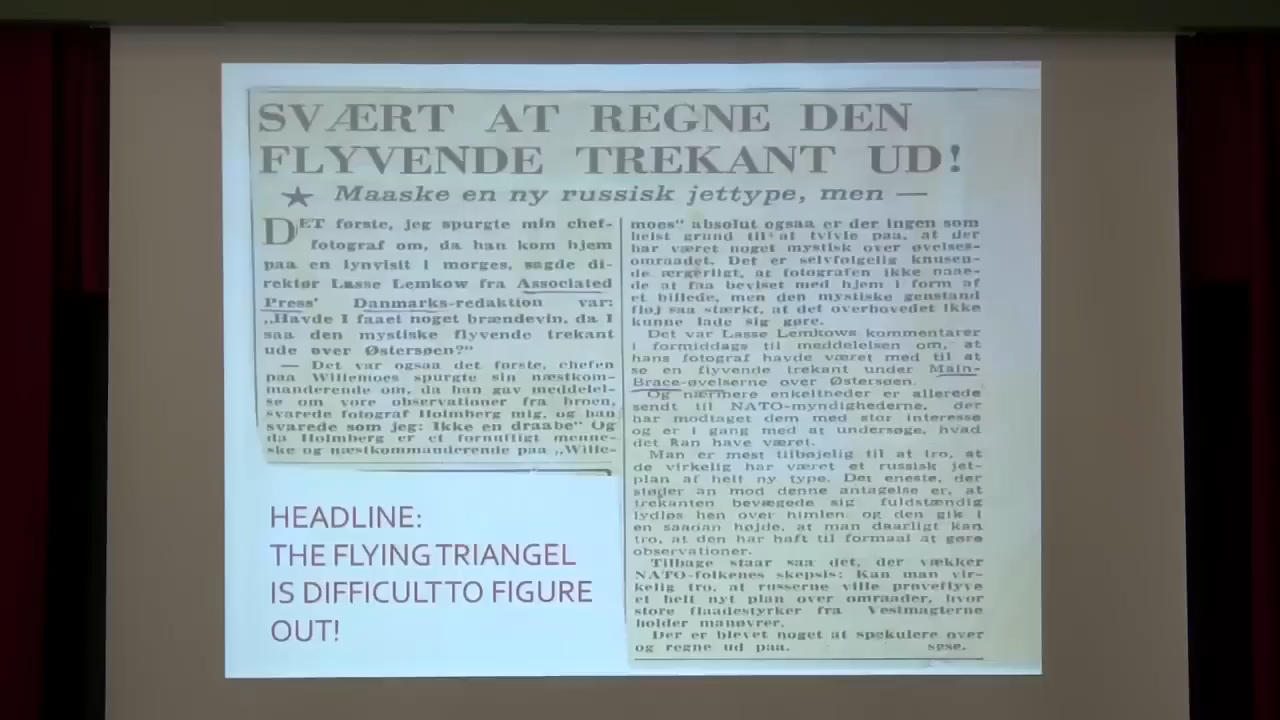 SVÆRT AT REGNE DEN
FLYVENDE TREKANT UD!
★ Maaske en ny russisk jettype, men —
DET første, jeg spurgte min chef-
fotograf om, da han kom hjem
paa en lynvisit i morges, sagde di-
rektør Lasse Lemkow fra Associated
Press' Danmarks-redaktion var:
„Havde I faaet noget brændevin, da I
saa den mystiske flyvende trekant
ude over Østersøen?"
— Det var ogsaa det første, chefen
paa Willemoes spurgte sin næstkom-
manderende om, da han gav meddelel-
se om vore observationer fra broen,
svarede fotograf Holmberg mig, og han
svarede som jeg: Ikke en draabe" Og
da Holmberg er et fornuftigt menne-
ske og næstkommanderende paa „Wille-
moes" absolut ogsaa er der ingen som
helst grund til at tvivle paa, at der
har været noget mystisk over øvelses-
omraadet. Det er selvfølgelig knusen-
de ærgerligt, at fotografen ikke naae-
de at faa beviset med hjem i form af
et billede, men den mystiske genstand
fløj saa stærkt, at det overhovedet ikke
kunne lade sig gøre.
Det var Lasse Lemkows kommentarer
i formiddags til meddelelsen om, at
hans fotograf havde været med til at
se en flyvende trekant under Main-
Brace-øvelserne over Østersøen.
Og nærmere enkeltheder er allerede
sendt til NATO-myndighederne, der
har modtaget dem med stor interesse
og er i gang med at undersøge, hvad
det kan have været.
Man er mest tilbøjelig til at tro, at
de virkelig har været et russisk jet-
plan af helt ny type. Det eneste, der
støder an mod denne antagelse er, at
trekanten bevægede sig fuldstændig
lydløs hen over himlen og den gik i
en saadan højde, at man daarligt kan
tro, at den har haft til formaal at gøre
observationer.
Tilbage staar saa det, der vækker
NATO-folkenes skepsis: Kan man vir-
kelig tro, at russerne ville prøveflyve
et helt nyt plan over omraader, hvor
store flaadestyrker fra Vestmagterne
holder manøvrer.
Der er blevet noget at spekulere over
og regne ud paa. spse.
HEADLINE:
THE FLYING TRIANGEL
IS DIFFICULT TO FIGURE
OUT!